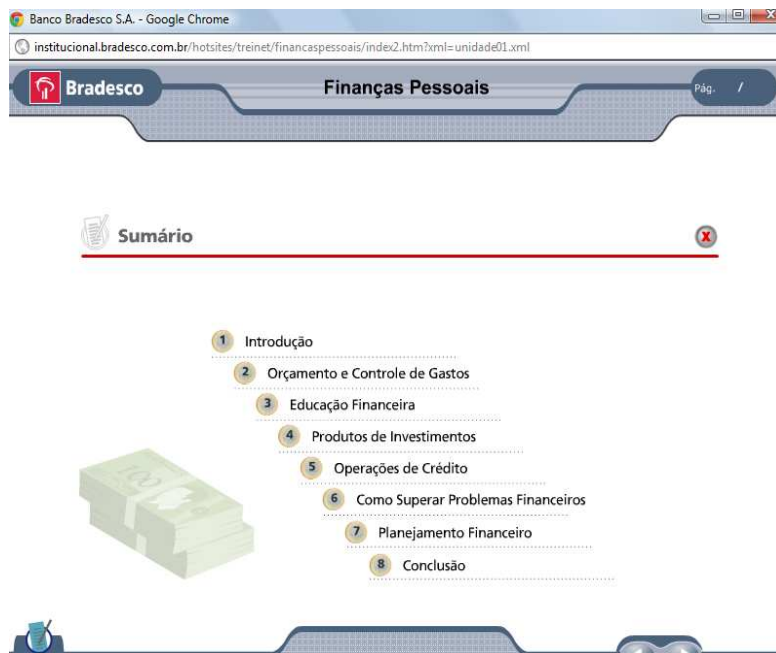 Banco Bradesco S.A. - Google Chrome
institucional.bradesco.com.br/hotsites/treinet/financaspessoais/index2.htm?xml=unidade01.xml
Bradesco
Finanças Pessoais
Pág. /
Sumário
X
1 Introdução
2 Orçamento e Controle de Gastos
3 Educação Financeira
4 Produtos de Investimentos
5 Operações de Crédito
6 Como Superar Problemas Financeiros
7 Planejamento Financeiro
8 Conclusão
100